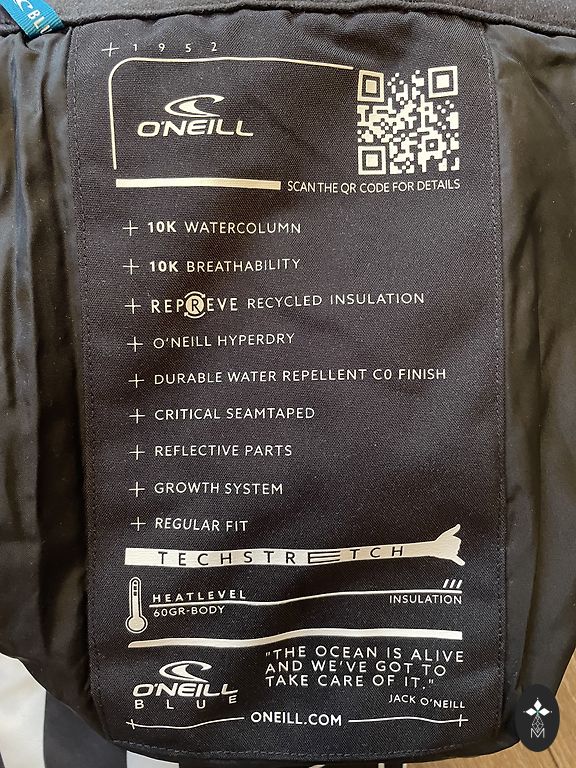 BLU
+ 1952
O'NEILL
SCAN THE QR CODE FOR DETAILS
+ 10K WATERCOLUMN
+ 10K BREATHABILITY
+ REPREVE RECYCLED INSULATION
+ O'NEILL HYPERDRY
+ DURABLE WATER REPELLENT C0 FINISH
+ CRITICAL SEAMTAPED
+ REFLECTIVE PARTS
+ GROWTH SYSTEM
+ REGULAR FIT
TECHSTRETCH
HEATLEVEL
60GR-BODY
INSULATION
O'NEILL
BLUE
"THE OCEAN IS ALIVE
AND WE'VE GOT TO
TAKE CARE OF IT."
JACK O'NEILL
ONEILL.COM
M